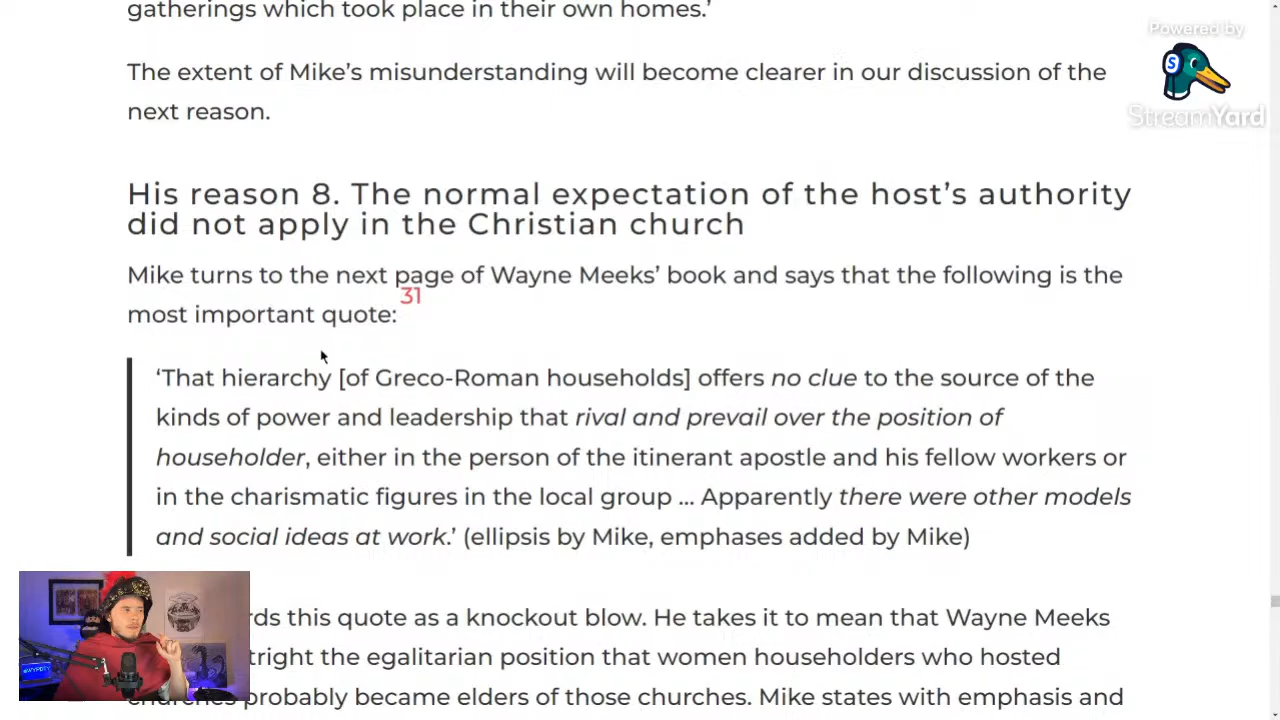 gatherings which took place in their own homes.’
Powered by
StreamYard
The extent of Mike’s misunderstanding will become clearer in our discussion of the
next reason.
His reason 8. The normal expectation of the host’s authority
did not apply in the Christian church
Mike turns to the next page of Wayne Meeks’ book and says that the following is the
most important quote:31
‘That hierarchy [of Greco-Roman households] offers no clue to the source of the
kinds of power and leadership that rival and prevail over the position of
householder, either in the person of the itinerant apostle and his fellow workers or
in the charismatic figures in the local group ... Apparently there were other models
and social ideas at work.’ (ellipsis by Mike, emphases added by Mike)
this quote as a knockout blow. He takes it to mean that Wayne Meeks
the egalitarian position that women householders who hosted
churches probably became elders of those churches. Mike states with emphasis and